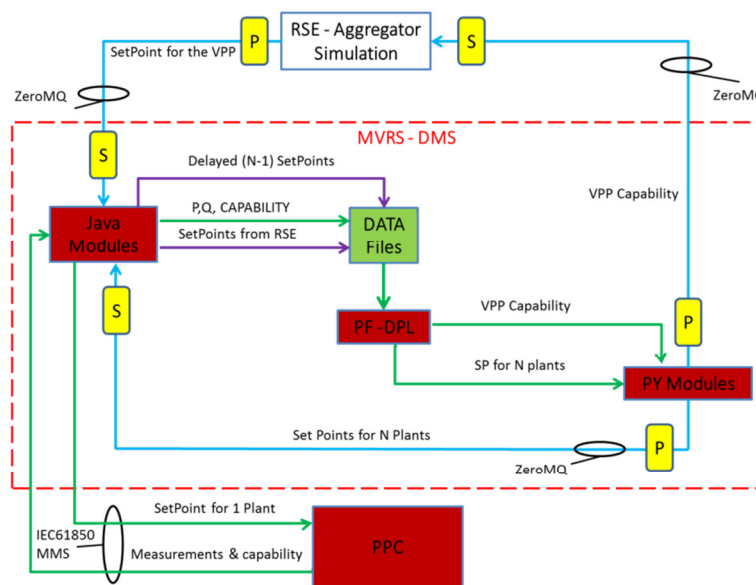 RSE - Aggregator
Simulation
P
S
SetPoint for the VPP
ZeroMQ
MVRS - DMS
S
Delayed (N-1) SetPoints
VPP Capability
Java
Modules
P,Q, CAPABILITY
SetPoints from RSE
DATA
Files
S
PF -DPL
VPP Capability
P
SP for N plants
PY Modules
Set Points for N Plants
P
ZeroMQ
IEC61850
MMS
SetPoint for 1 Plant
Measurements & capability
PPC